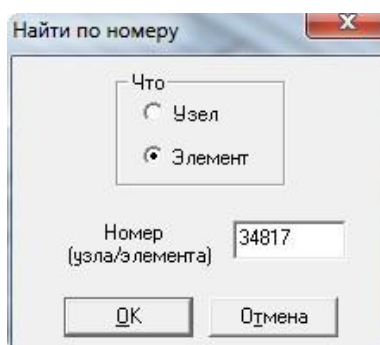 Найти по номеру
Что
Узел
Элемент
Номер
(узла/элемента)
34817
OK
Отмена